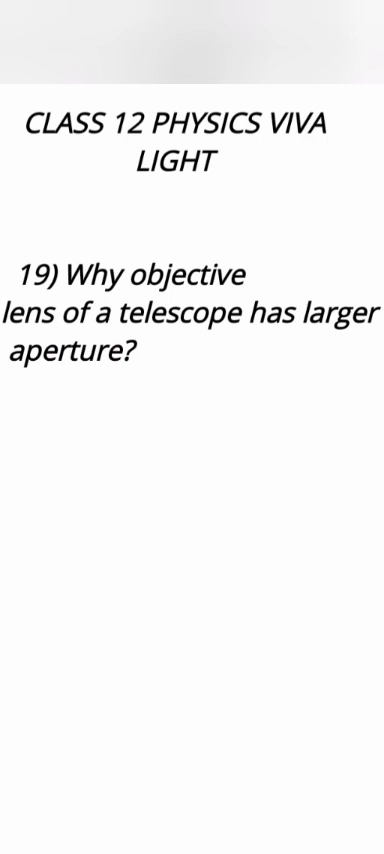 CLASS 12 PHYSICS VIVA
LIGHT
19) Why objective
lens of a telescope has larger
aperture?